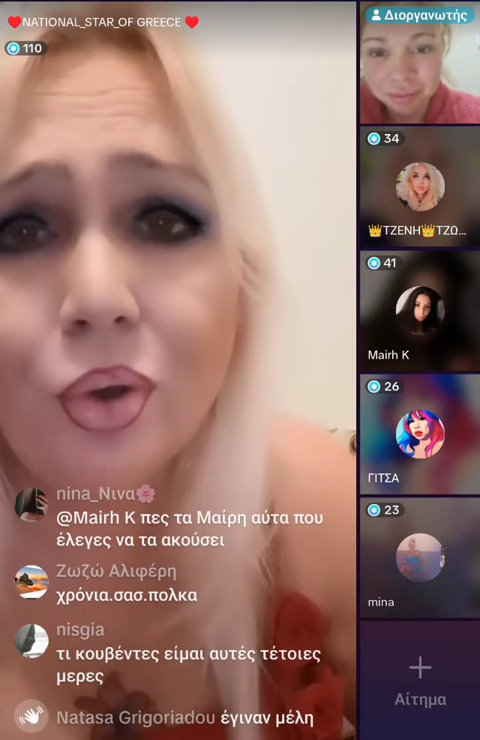 ♥️NATIONAL_STAR_OF GREECE ♥️
110
Διοργανωτής
34
👑ΤΖΕΝΗ👑ΤΖΩ...
41
Mairh K
26
ΓΙΤΣΑ
23
mina
Αίτημα
nina_Νινα🌸
@Mairh K πες τα Μαίρη αύτα που
έλεγες να τα ακούσει
Ζωζώ Αλιφέρη
χρόνια.σασ.πολκα
nisgia
τι κουβέντες είμαι αυτές τέτοιες
μερες
Natasa Grigoriadou έγιναν μέλη